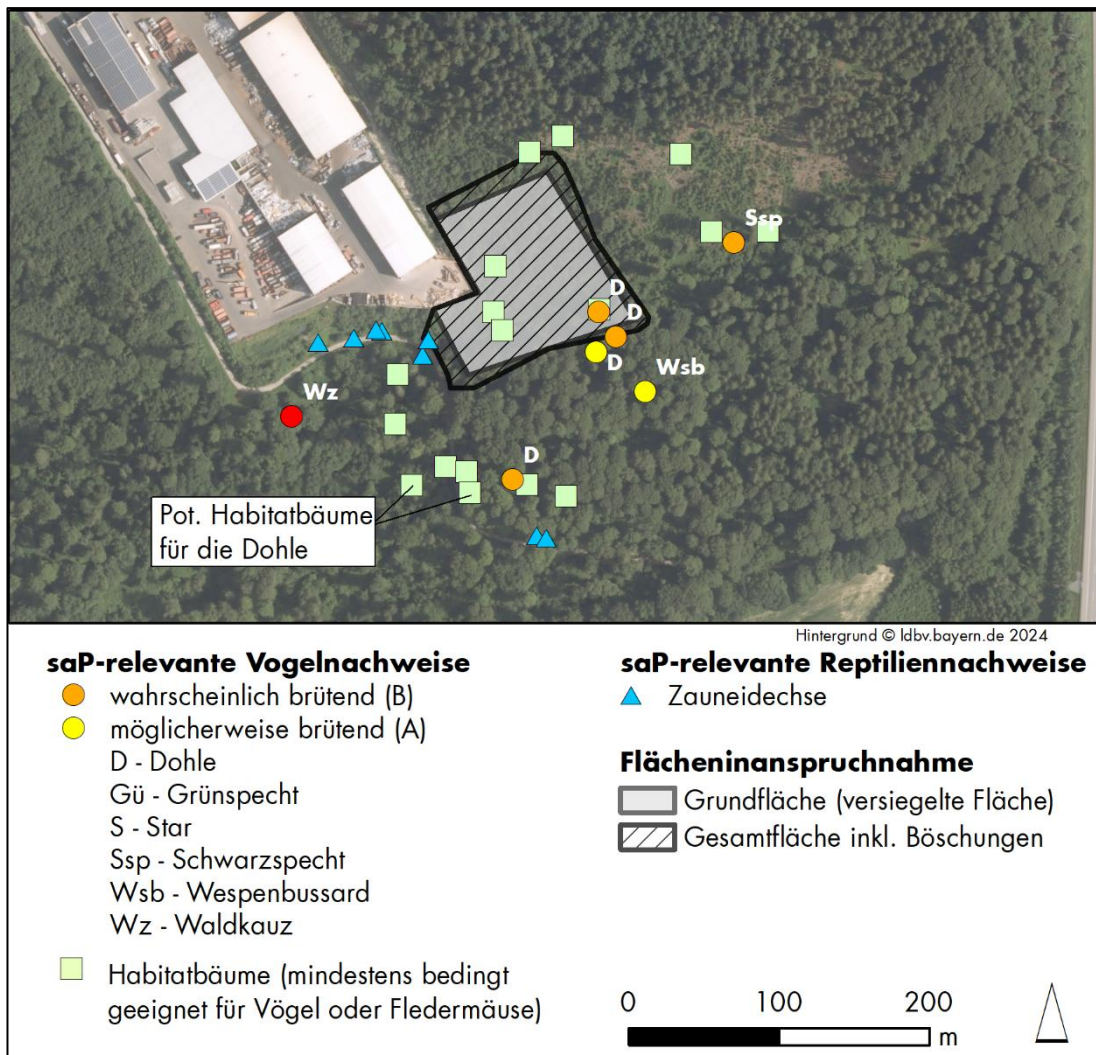 Ssp
D
D
D
Wsb
Wz
D
Pot. Habitatbäume
für die Dohle
Hintergrund © ldbv.bayern.de 2024
saP-relevante Vogelnachweise
wahrscheinlich brütend (B)
möglicherweise brütend (A)
D - Dohle
Gü - Grünspecht
S - Star
Ssp - Schwarzspecht
Wsb - Wespenbussard
Wz - Waldkauz
Habitatbäume (mindestens bedingt
geeignet für Vögel oder Fledermäuse)
saP-relevante Reptiliennachweise
Zauneidechse
Flächeninanspruchnahme
Grundfläche (versiegelte Fläche)
Gesamtfläche inkl. Böschungen
0 100 200
m